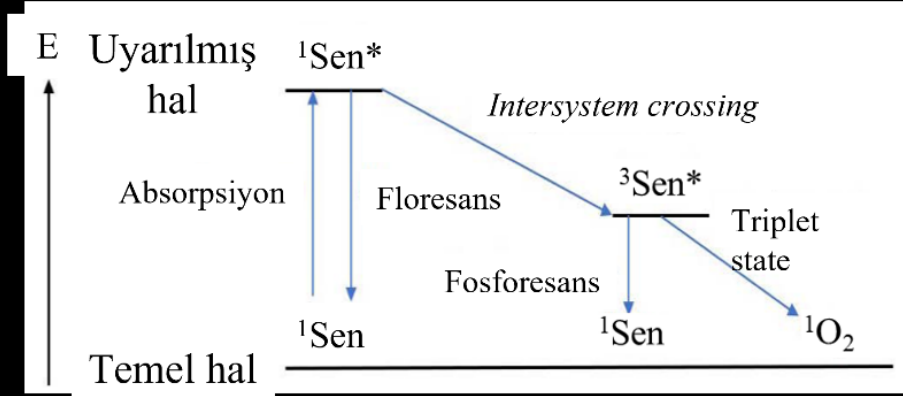 E
Uyarılmış
hal
¹Sen*
Intersystem crossing
Absorpsiyon
Floresans
³Sen*
Triplet
state
Fosforesans
¹Sen
¹Sen
¹O₂
Temel hal